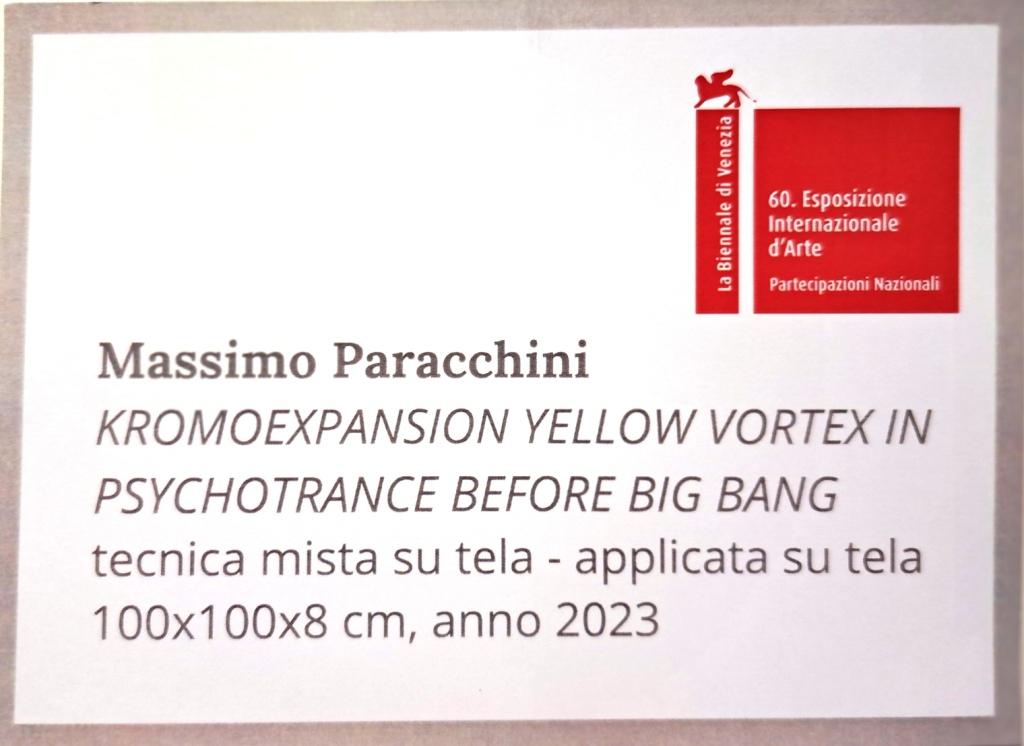 La Biennale di Venezia
60. Esposizione
Internazionale
d'Arte
Partecipazioni Nazionali
Massimo Paracchini
KROMOEXPANSION YELLOW VORTEX IN
PSYCHOTRANCE BEFORE BIG BANG
tecnica mista su tela - applicata su tela
100x100x8 cm, anno 2023